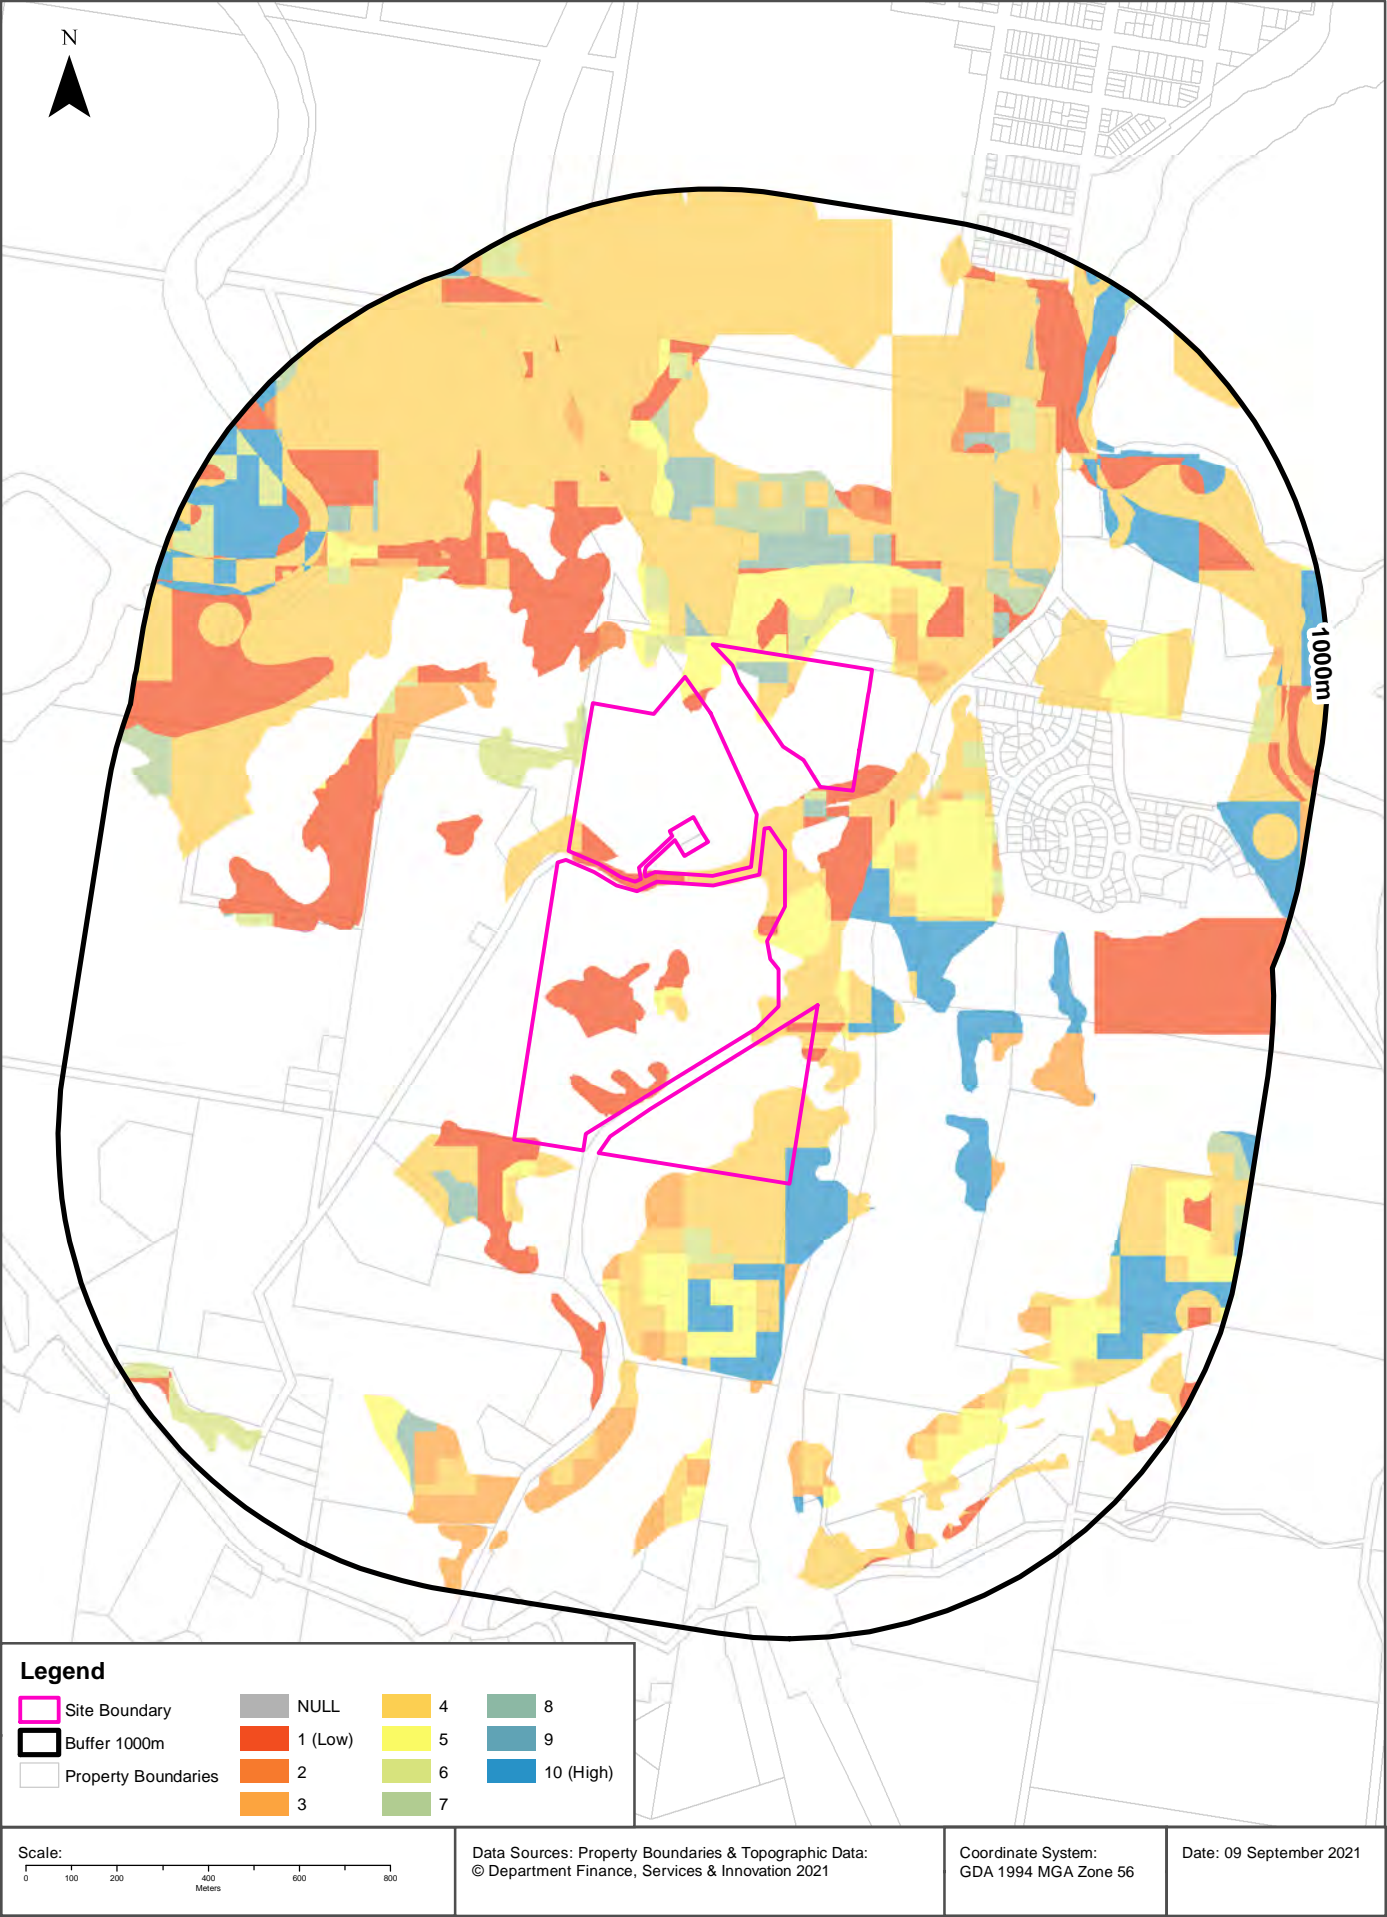 N
1000m
Legend
Site Boundary
Buffer 1000m
Property Boundaries
NULL
1 (Low)
2
3
4
5
6
7
8
9
10 (High)
Scale:
0 100 200 400 600 800
Meters
Data Sources: Property Boundaries & Topographic Data:
© Department Finance, Services & Innovation 2021
Coordinate System:
GDA 1994 MGA Zone 56
Date: 09 September 2021